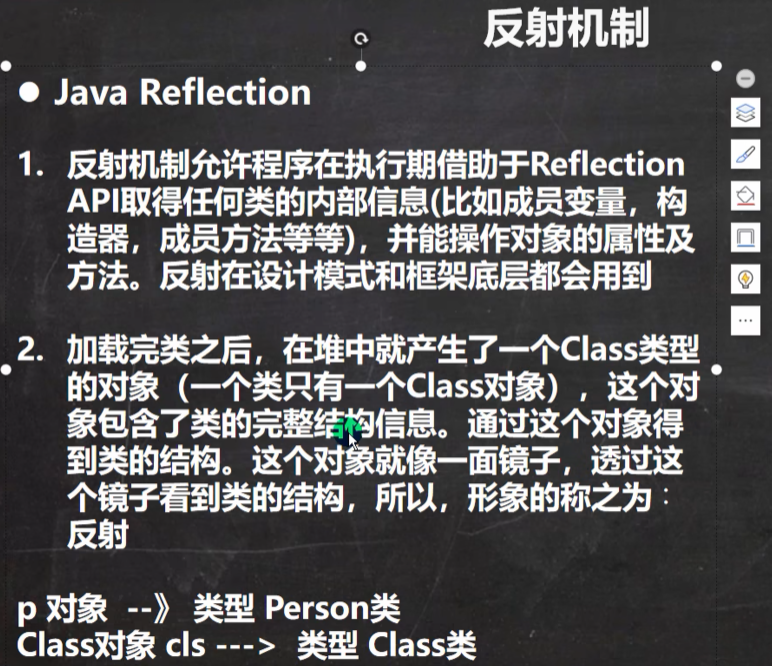 反射机制
● Java Reflection
1. 反射机制允许程序在执行期借助于Reflection
API取得任何类的内部信息(比如成员变量，构
造器，成员方法等等)，并能操作对象的属性及
方法。反射在设计模式和框架底层都会用到
2. 加载完类之后，在堆中就产生了一个Class类型
的对象（一个类只有一个Class对象），这个对
象包含了类的完整结构信息。通过这个对象得
到类的结构。这个对象就像一面镜子，透过这
个镜子看到类的结构，所以，形象的称之为：
反射
p 对象 --》 类型 Person类
Class对象 cls ---> 类型 Class类